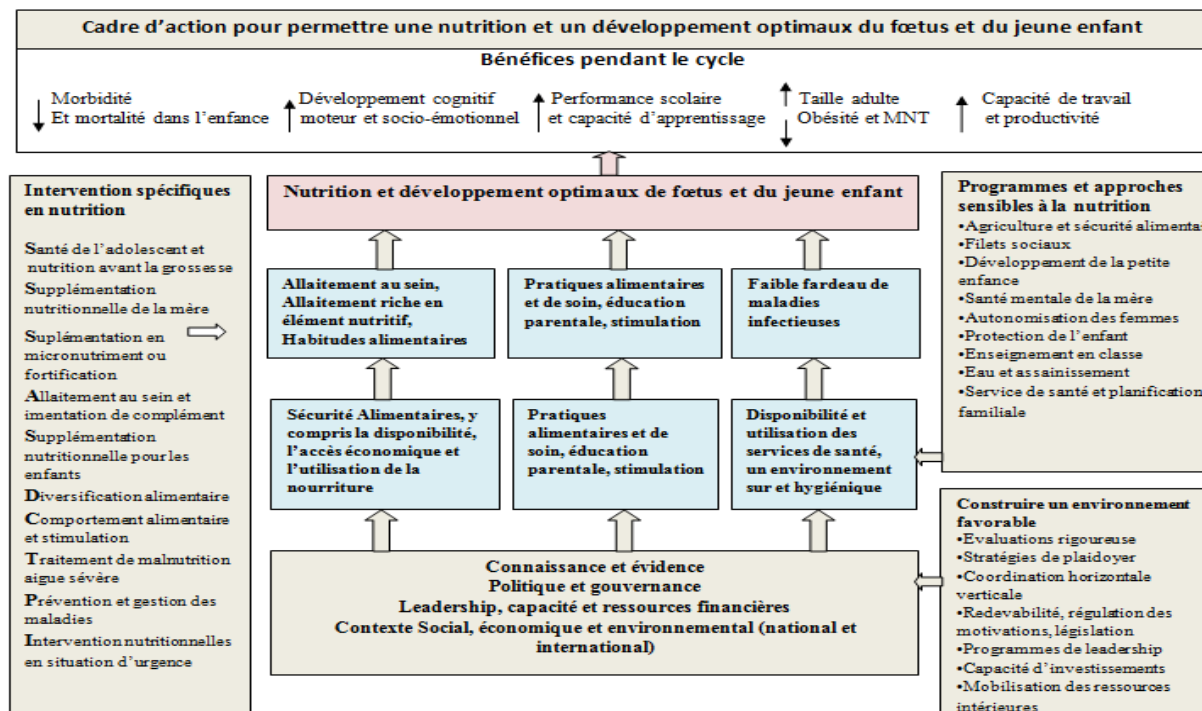 Cadre d'action pour permettre une nutrition et un développement optimaux du fœtus et du jeune enfant
Bénéfices pendant le cycle
Morbidité
Et mortalité dans l'enfance
Développement cognitif
moteur et socio-émotionnel
Performance scolaire
et capacité d'apprentissage
Taille adulte
Obésité et MNT
Capacité de travail
et productivité
Intervention spécifiques
en nutrition
Santé de l'adolescent et
nutrition avant la grossesse
Supplémentation
nutritionnelle de la mère
Suplémentation en
micronutriment ou
fortification
Allaitement au sein et
imentation de complément
Supplémentation
nutritionnelle pour les
enfants
Diversification alimentaire
Comportement alimentaire
et stimulation
Traitement de malnutrition
aigue sévère
Prévention et gestion des
maladies
Intervention nutritionnelles
en situation d'urgence
Nutrition et développement optimaux de fœtus et du jeune enfant
Allaitement au sein,
Allaitement riche en
élément nutritif,
Habitudes alimentaires
Pratiques alimentaires
et de soin, éducation
parentale, stimulation
Faible fardeau de
maladies
infectieuses
Sécurité Alimentaires, y
compris la disponibilité,
l'accès économique et
l'utilisation de la
nourriture
Pratiques
alimentaires et de
soin, éducation
parentale, stimulation
Disponibilité et
utilisation des
services de santé,
un environnement
sur et hygiénique
Connaissance et évidence
Politique et gouvernance
Leadership, capacité et ressources financières
Contexte Social, économique et environnemental (national et
international)
Programmes et approches
sensibles à la nutrition
•Agriculture et sécurité alimenta
•Filets sociaux
•Développement de la petite
enfance
•Santé mentale de la mère
•Autonomisation des femmes
•Protection de l'enfant
•Enseignement en classe
•Eau et assainissement
•Service de santé et planification
familiale
Construire un environnement
favorable
•Evaluations rigoureuse
•Stratégies de plaidoyer
•Coordination horizontale
verticale
•Redevabilité, régulation des
motivations, législation
•Programmes de leadership
•Capacité d'investissements
•Mobilisation des ressources
intérieures